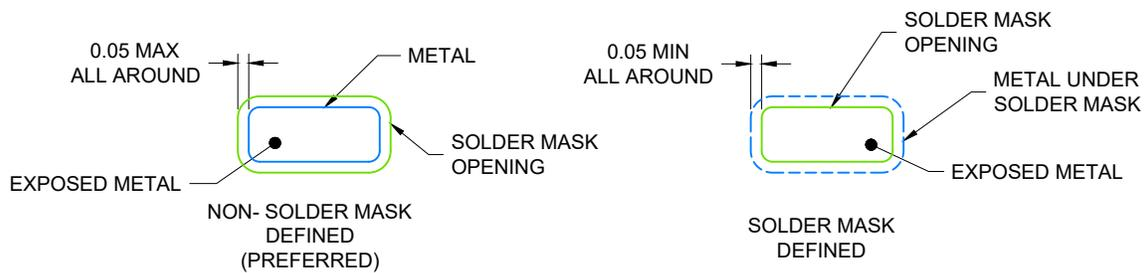 0.05 MAX
ALL AROUND
METAL
SOLDER MASK
OPENING
EXPOSED METAL
NON- SOLDER MASK
DEFINED
(PREFERRED)
0.05 MIN
ALL AROUND
SOLDER MASK
OPENING
METAL UNDER
SOLDER MASK
EXPOSED METAL
SOLDER MASK
DEFINED